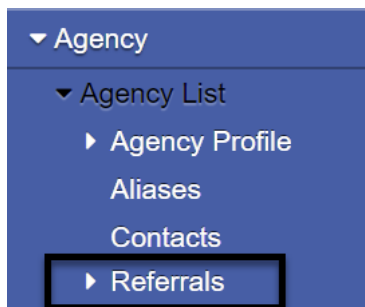 Agency
Agency List
Agency Profile
Aliases
Contacts
Referrals